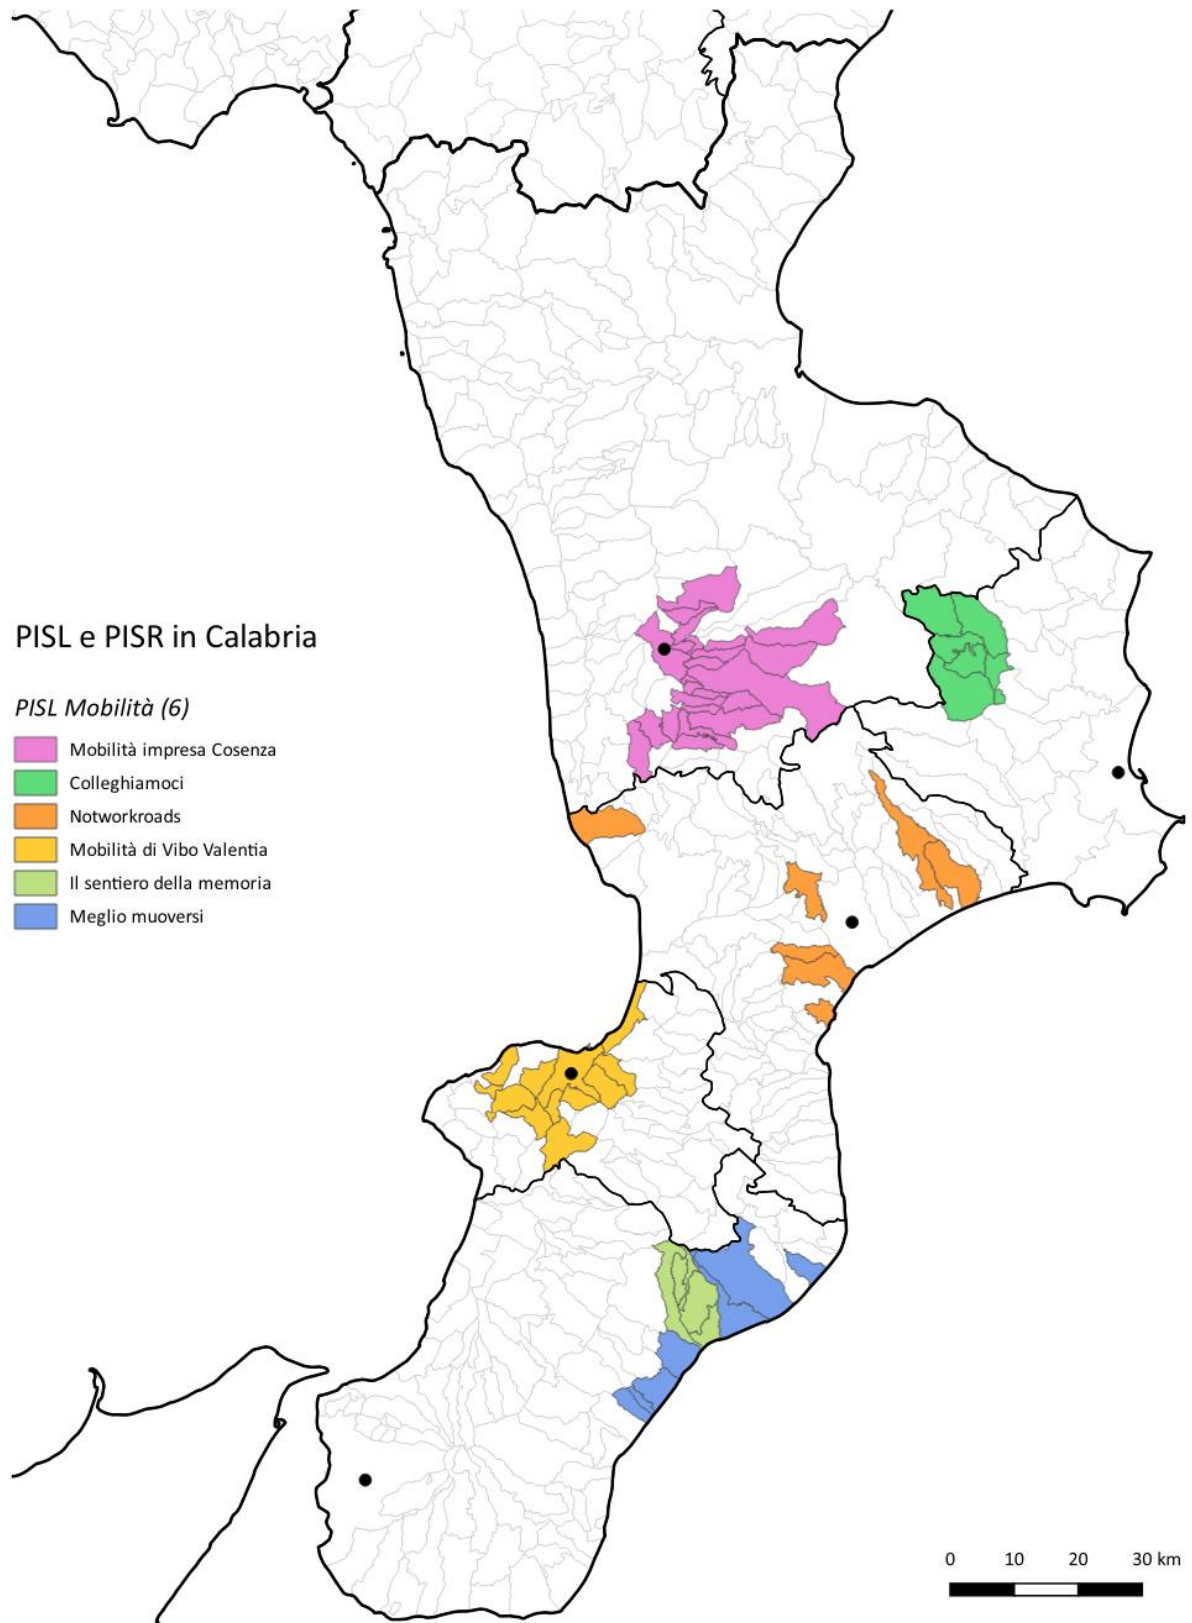 PISL e PISR in Calabria
PISL Mobilità (6)
Mobilità impresa Cosenza
Colleghiamoci
Notworkroads
Mobilità di Vibo Valentia
Il sentiero della memoria
Meglio muoversi
0 10 20 30 km